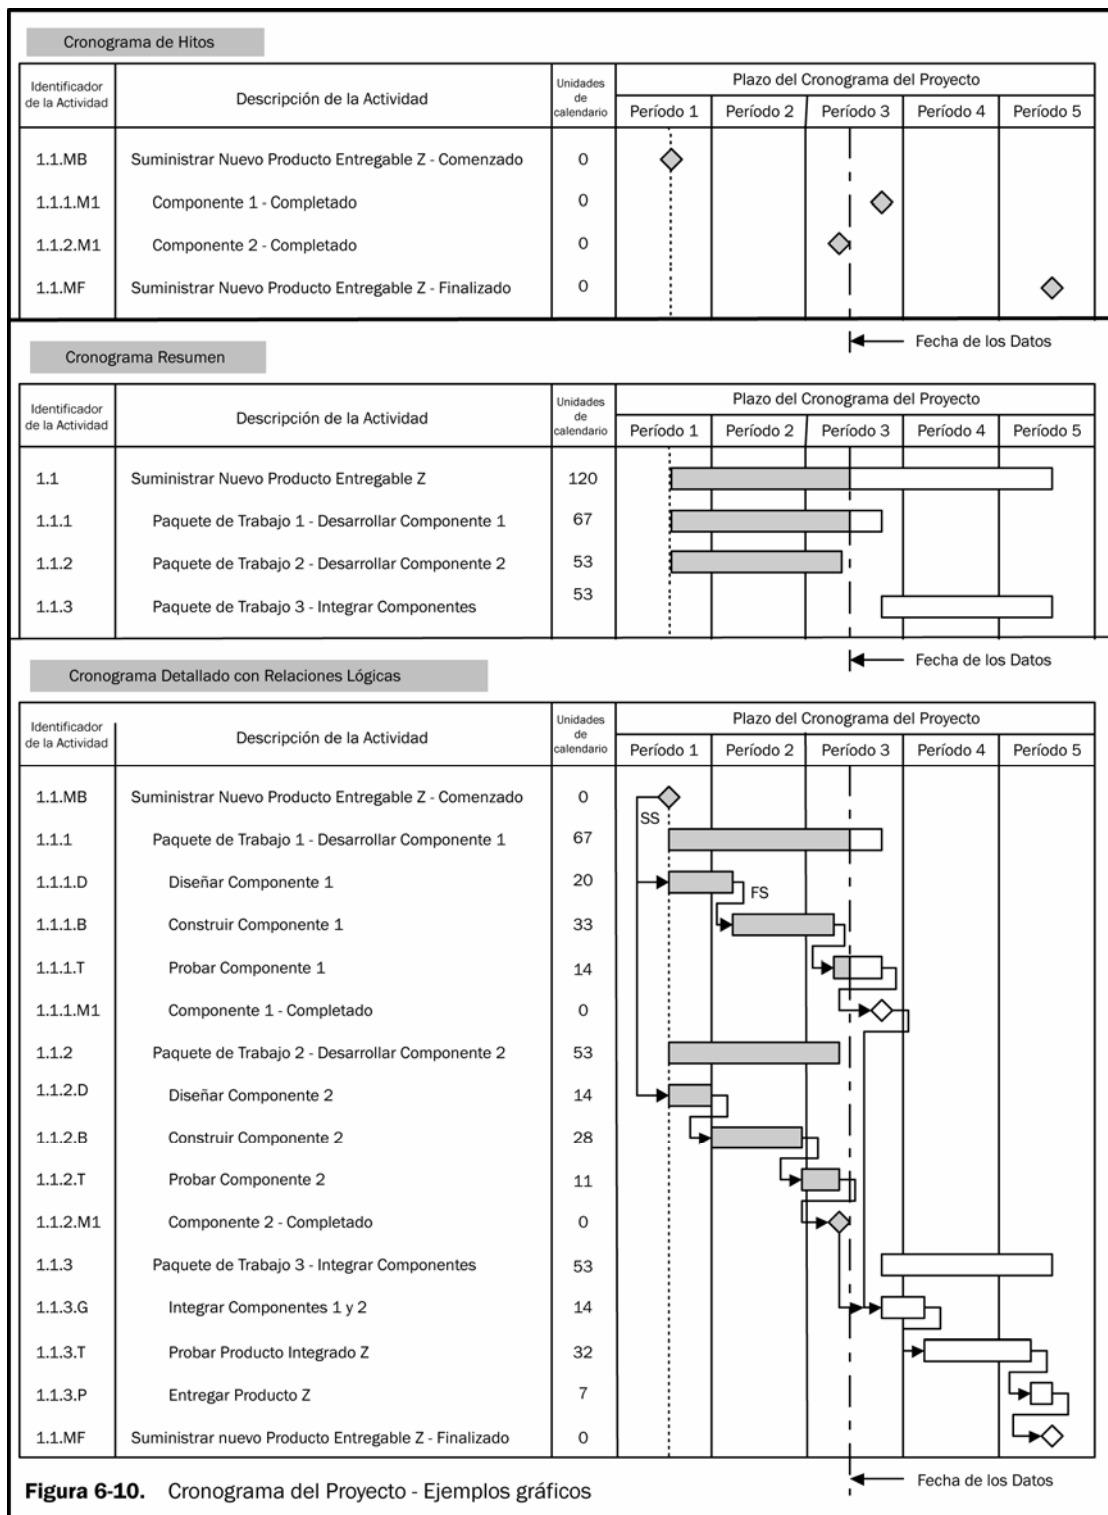 Cronograma de Hitos
Identificador de la Actividad Descripción de la Actividad Unidades de calendario Plazo del Cronograma del Proyecto
Período 1 Período 2 Período 3 Período 4 Período 5
1.1.MB Suministrar Nuevo Producto Entregable Z - Comenzado 0
1.1.1.M1 Componente 1 - Completado 0
1.1.2.M1 Componente 2 - Completado 0
1.1.MF Suministrar Nuevo Producto Entregable Z - Finalizado 0
Fecha de los Datos
Cronograma Resumen
Identificador de la Actividad Descripción de la Actividad Unidades de calendario Plazo del Cronograma del Proyecto
Período 1 Período 2 Período 3 Período 4 Período 5
1.1 Suministrar Nuevo Producto Entregable Z 120
1.1.1 Paquete de Trabajo 1 - Desarrollar Componente 1 67
1.1.2 Paquete de Trabajo 2 - Desarrollar Componente 2 53
1.1.3 Paquete de Trabajo 3 - Integrar Componentes 53
Fecha de los Datos
Cronograma Detallado con Relaciones Lógicas
Identificador de la Actividad Descripción de la Actividad Unidades de calendario Plazo del Cronograma del Proyecto
Período 1 Período 2 Período 3 Período 4 Período 5
1.1.MB Suministrar Nuevo Producto Entregable Z - Comenzado 0
SS
1.1.1 Paquete de Trabajo 1 - Desarrollar Componente 1 67
1.1.1.D Diseñar Componente 1 20
FS
1.1.1.B Construir Componente 1 33
1.1.1.T Probar Componente 1 14
1.1.1.M1 Componente 1 - Completado 0
1.1.2 Paquete de Trabajo 2 - Desarrollar Componente 2 53
1.1.2.D Diseñar Componente 2 14
1.1.2.B Construir Componente 2 28
1.1.2.T Probar Componente 2 11
1.1.2.M1 Componente 2 - Completado 0
1.1.3 Paquete de Trabajo 3 - Integrar Componentes 53
1.1.3.G Integrar Componentes 1 y 2 14
1.1.3.T Probar Producto Integrado Z 32
1.1.3.P Entregar Producto Z 7
1.1.MF Suministrar nuevo Producto Entregable Z - Finalizado 0
Fecha de los Datos
Figura 6-10. Cronograma del Proyecto - Ejemplos gráficos